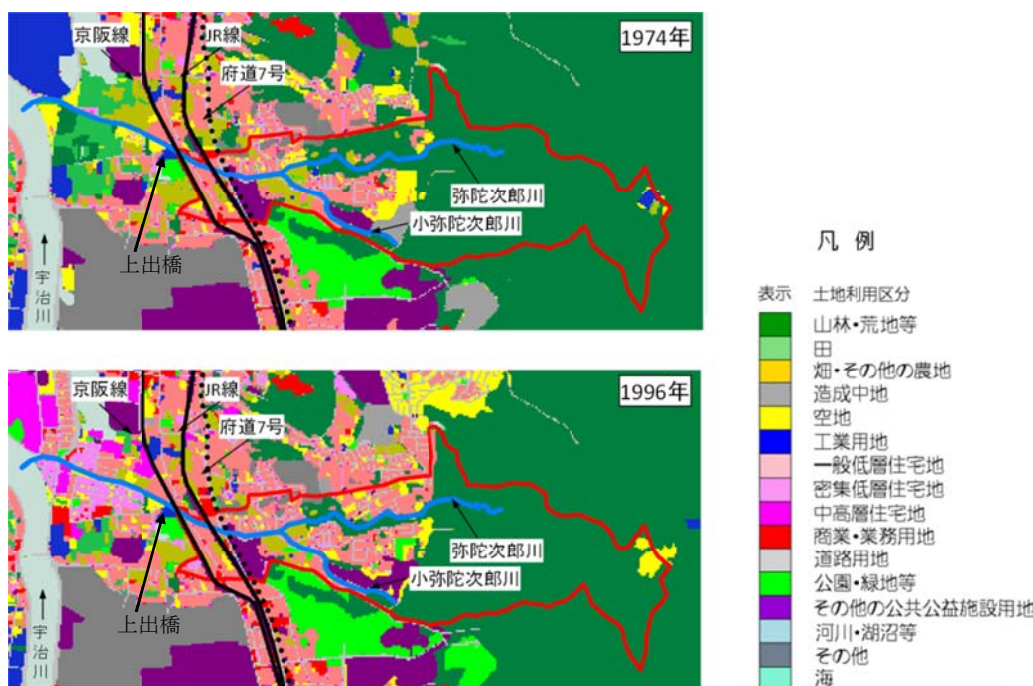 1974年
京阪線
JR線
府道7号
弥陀次郎川
小弥陀次郎川
上出橋
宇治川
1996年
京阪線
JR線
府道7号
弥陀次郎川
小弥陀次郎川
上出橋
宇治川
凡 例
表示 土地利用区分
山林・荒地等
田
畑・その他の農地
造成中地
空地
工業用地
一般低層住宅地
密集低層住宅地
中高層住宅地
商業・業務用地
道路用地
公園・緑地等
その他の公共公益施設用地
河川・湖沼等
その他
海